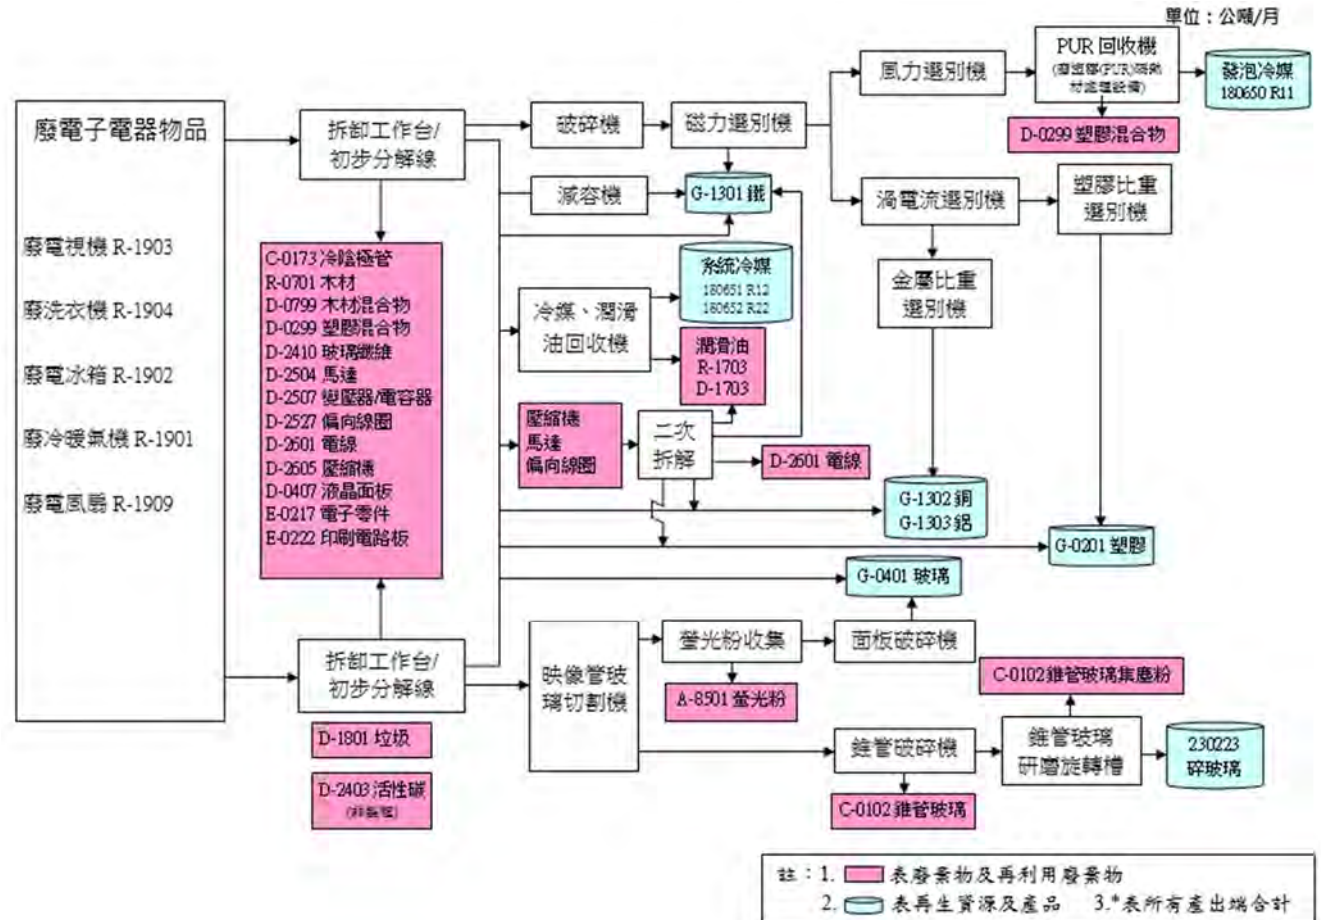 單位：公噸/月
廢電子電器物品
廢電視機 R-1903
廢洗衣機 R-1904
廢電冰箱 R-1902
廢冷暖氣機 R-1901
廢電風扇 R-1909
拆卸工作台/
初步分解線
C-0173 冷陰極管
R-0701 木材
D-0799 木材混合物
D-0299 塑膠混合物
D-2410 玻璃纖維
D-2504 馬達
D-2507 變壓器/電容器
D-2527 偏向線圈
D-2601 電線
D-2605 壓縮機
D-0407 液晶面板
E-0217 電子零件
E-0222 印刷電路板
拆卸工作台/
初步分解線
D-1801 垃圾
D-2403 活性碳
破碎機
磁力選別機
減容機
G-1301 鐵
冷媒、潤滑
油回收機
系統冷媒
180651 R12
180652 R22
潤滑油
R-1703
D-1703
壓縮機
馬達
偏向線圈
二次
拆解
D-2601 電線
風力選別機
PUR 回收機
(廢塑膠(PUR)隔熱
材處理設備)
發泡冷媒
180650 R11
D-0299 塑膠混合物
渦電流選別機
塑膠比重
選別機
金屬比重
選別機
G-1302 銅
G-1303 鋁
G-0201 塑膠
G-0401 玻璃
映像管玻
璃切割機
螢光粉收集
面板破碎機
A-8501 螢光粉
錐管破碎機
C-0102 錐管玻璃
C-0102錐管玻璃集塵粉
錐管玻璃
研磨旋轉槽
230223
碎玻璃
註：1. 表廢棄物及再利用廢棄物
2. 表再生資源及產品 3.*表所有產出端合計